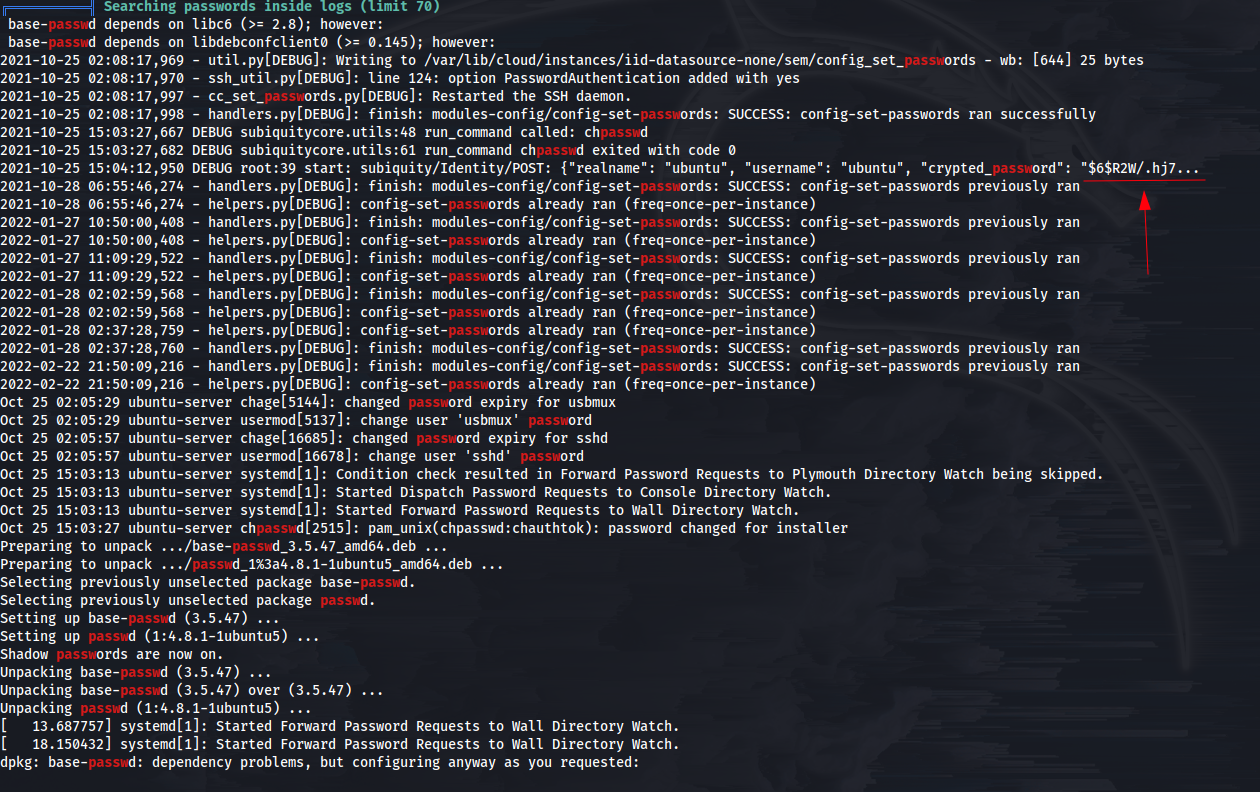 Searching passwords inside logs (limit 70)
base-passwd depends on libc6 (>= 2.8); however:
base-passwd depends on libdebconfclient0 (>= 0.145); however:
2021-10-25 02:08:17,969 - util.py[DEBUG]: Writing to /var/lib/cloud/instances/iid-datasource-none/sem/config_set_passwords - wb: [644] 25 bytes
2021-10-25 02:08:17,970 - ssh_util.py[DEBUG]: line 124: option PasswordAuthentication added with yes
2021-10-25 02:08:17,997 - cc_set_passwords.py[DEBUG]: Restarted the SSH daemon.
2021-10-25 02:08:17,998 - handlers.py[DEBUG]: finish: modules-config/config-set-passwords: SUCCESS: config-set-passwords ran successfully
2021-10-25 15:03:27,667 DEBUG subiquitycore.utils:48 run_command called: chpasswd
2021-10-25 15:03:27,682 DEBUG subiquitycore.utils:61 run_command chpasswd exited with code 0
2021-10-25 15:04:12,950 DEBUG root:39 start: subiquity/Identity/POST: {"realname": "ubuntu", "username": "ubuntu", "crypted_password": "$6$R2W/.hj7...
2021-10-28 06:55:46,274 - handlers.py[DEBUG]: finish: modules-config/config-set-passwords: SUCCESS: config-set-passwords previously ran
2021-10-28 06:55:46,274 - helpers.py[DEBUG]: config-set-passwords already ran (freq=once-per-instance)
2022-01-27 10:50:00,408 - handlers.py[DEBUG]: finish: modules-config/config-set-passwords: SUCCESS: config-set-passwords previously ran
2022-01-27 10:50:00,408 - helpers.py[DEBUG]: config-set-passwords already ran (freq=once-per-instance)
2022-01-27 11:09:29,522 - handlers.py[DEBUG]: finish: modules-config/config-set-passwords: SUCCESS: config-set-passwords previously ran
2022-01-27 11:09:29,522 - helpers.py[DEBUG]: config-set-passwords already ran (freq=once-per-instance)
2022-01-28 02:02:59,568 - handlers.py[DEBUG]: finish: modules-config/config-set-passwords: SUCCESS: config-set-passwords previously ran
2022-01-28 02:02:59,568 - helpers.py[DEBUG]: config-set-passwords already ran (freq=once-per-instance)
2022-01-28 02:37:28,759 - helpers.py[DEBUG]: config-set-passwords already ran (freq=once-per-instance)
2022-01-28 02:37:28,760 - handlers.py[DEBUG]: finish: modules-config/config-set-passwords: SUCCESS: config-set-passwords previously ran
2022-02-22 21:50:09,216 - handlers.py[DEBUG]: finish: modules-config/config-set-passwords: SUCCESS: config-set-passwords previously ran
2022-02-22 21:50:09,216 - helpers.py[DEBUG]: config-set-passwords already ran (freq=once-per-instance)
Oct 25 02:05:29 ubuntu-server chage[5144]: changed password expiry for usbmux
Oct 25 02:05:29 ubuntu-server usermod[5137]: change user 'usbmux' password
Oct 25 02:05:57 ubuntu-server chage[16685]: changed password expiry for sshd
Oct 25 02:05:57 ubuntu-server usermod[16678]: change user 'sshd' password
Oct 25 15:03:13 ubuntu-server systemd[1]: Condition check resulted in Forward Password Requests to Plymouth Directory Watch being skipped.
Oct 25 15:03:13 ubuntu-server systemd[1]: Started Dispatch Password Requests to Console Directory Watch.
Oct 25 15:03:13 ubuntu-server systemd[1]: Started Forward Password Requests to Wall Directory Watch.
Oct 25 15:03:27 ubuntu-server chpasswd[2515]: pam_unix(chpasswd:chauthtok): password changed for installer
Preparing to unpack .../base-passwd_3.5.47_amd64.deb ...
Preparing to unpack .../passwd_1%3a4.8.1-1ubuntu5_amd64.deb ...
Selecting previously unselected package base-passwd.
Selecting previously unselected package passwd.
Setting up base-passwd (3.5.47) ...
Setting up passwd (1:4.8.1-1ubuntu5) ...
Shadow passwords are now on.
Unpacking base-passwd (3.5.47) ...
Unpacking base-passwd (3.5.47) over (3.5.47) ...
Unpacking passwd (1:4.8.1-1ubuntu5) ...
[   13.687757] systemd[1]: Started Forward Password Requests to Wall Directory Watch.
[   18.150432] systemd[1]: Started Forward Password Requests to Wall Directory Watch.
dpkg: base-passwd: dependency problems, but configuring anyway as you requested: